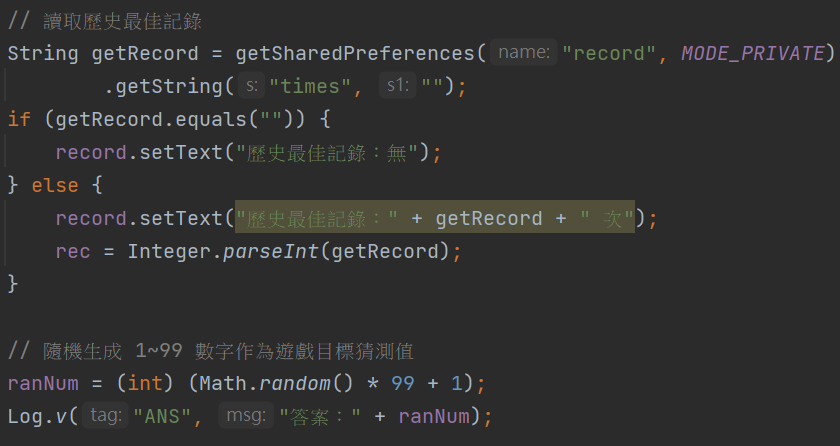 // 讀取歷史最佳記錄
String getRecord = getSharedPreferences( name: "record", MODE_PRIVATE)
        .getString( s: "times", s1: "");
if (getRecord.equals("")) {
    record.setText("歷史最佳記錄：無");
} else {
    record.setText("歷史最佳記錄：" + getRecord + " 次");
    rec = Integer.parseInt(getRecord);
}

// 隨機生成 1~99 數字作為遊戲目標猜測值
ranNum = (int) (Math.random() * 99 + 1);
Log.v( tag: "ANS", msg: "答案：" + ranNum);